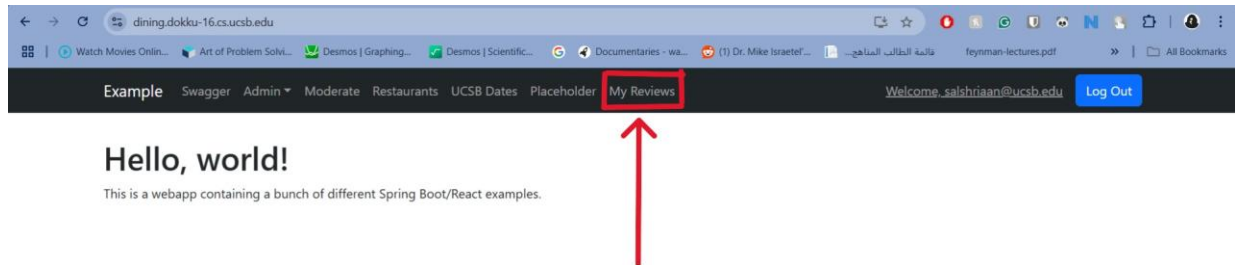 dining.dokku-16.cs.ucsb.edu
Watch Movies Onlin... Art of Problem Solvi... Desmos | Graphing... Desmos | Scientific... Documentaries - wa... (1) Dr. Mike Israetel'... قائمة الطالب المناهج... feynman-lectures.pdf » All Bookmarks
Example Swagger Admin Moderate Restaurants UCSB Dates Placeholder My Reviews Welcome, salshriaan@ucsb.edu Log Out
Hello, world!
This is a webapp containing a bunch of different Spring Boot/React examples.